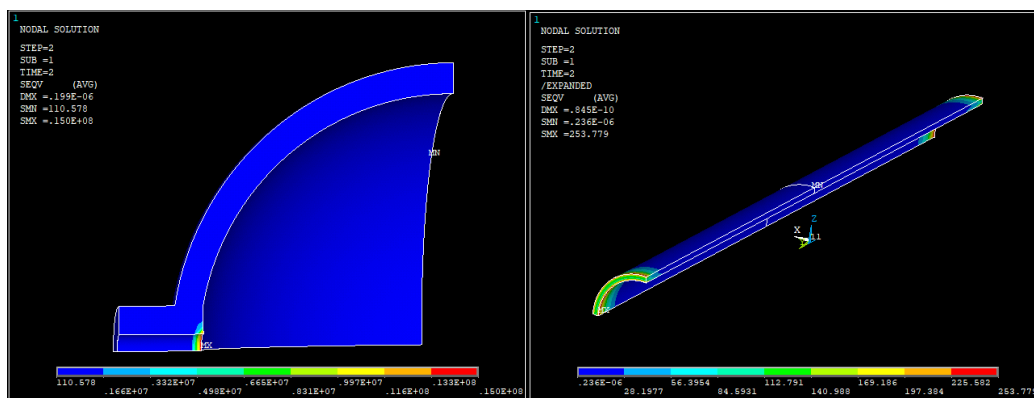 1
NODAL SOLUTION
STEP=2
SUB =1
TIME=2
SEQV (AVG)
DMX =.199E-06
SMN =110.578
SMX =.150E+08
MN
MX
110.578 .332E+07 .665E+07 .997E+07 .133E+08
.166E+07 .498E+07 .831E+07 .116E+08 .150E+08
1
NODAL SOLUTION
STEP=2
SUB =1
TIME=2
/EXPANDED
SEQV (AVG)
DMX =.845E-10
SMN =.236E-06
SMX =253.779
MN
Z
X
MX
.236E-06 56.3954 112.791 169.186 225.582
28.1977 84.5931 140.988 197.384 253.779